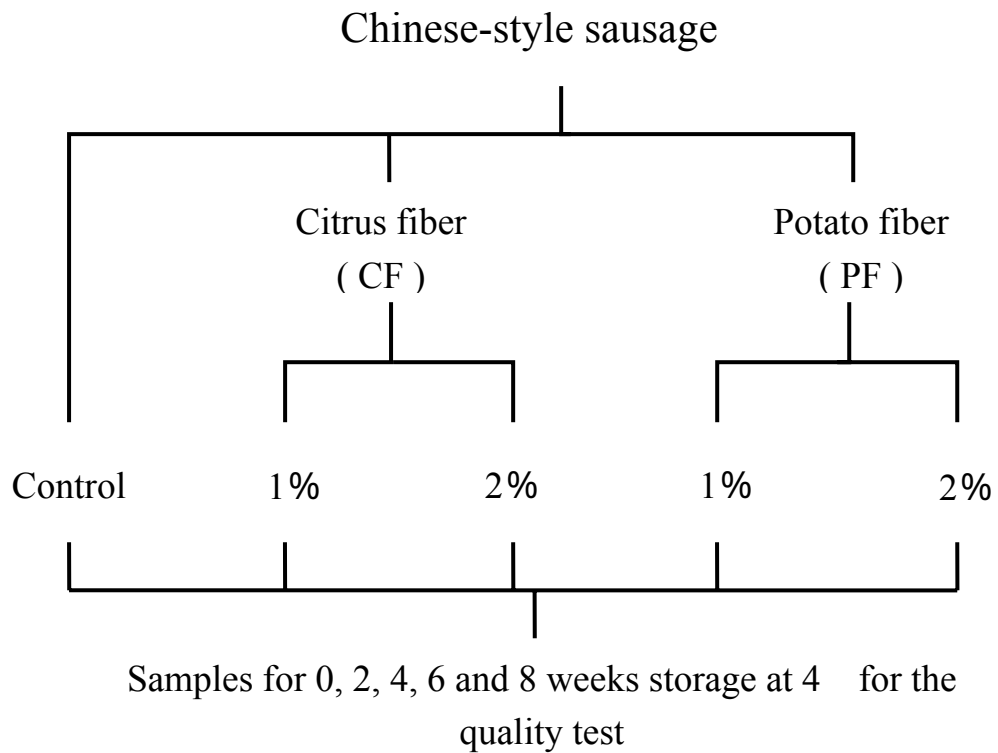 Chinese-style sausage
Citrus fiber
( CF )
Potato fiber
( PF )
Control
1%
2%
1%
2%
Samples for 0, 2, 4, 6 and 8 weeks storage at 4 for the
quality test